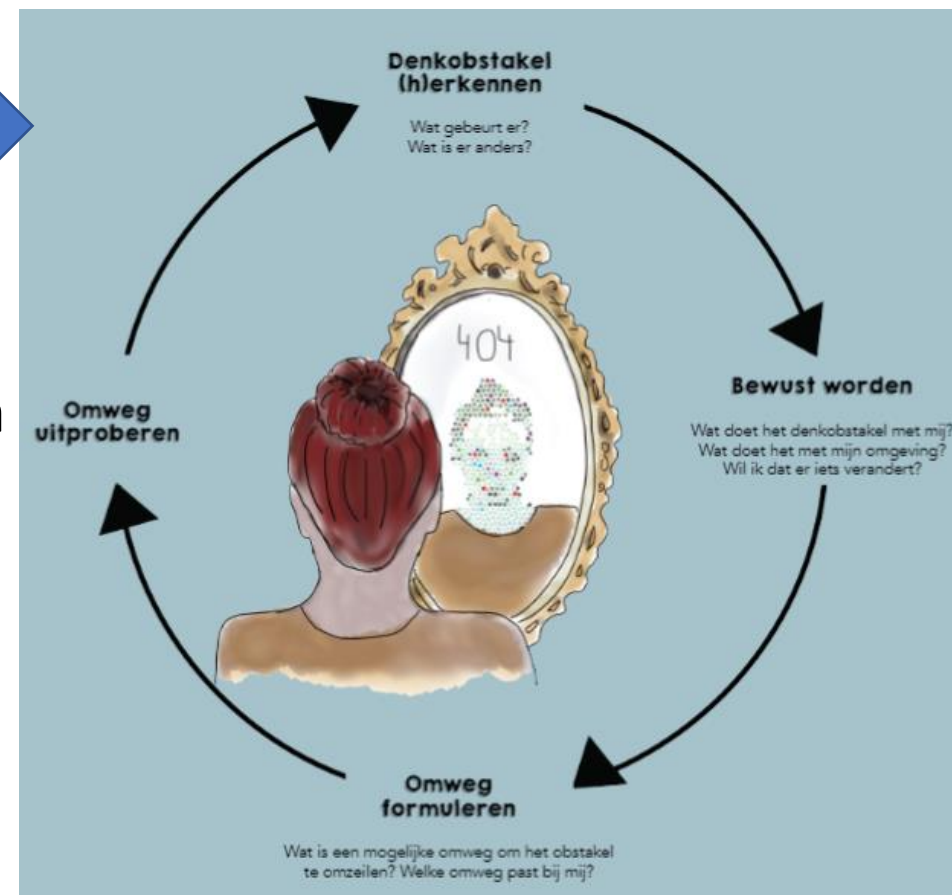 Denkobstakel
(h)erkennen
Wat gebeurt er?
Wat is er anders?
404
Bewust worden
Wat doet het denkobstakel met mij?
Wat doet het met mijn omgeving?
Wil ik dat er iets verandert?
Omweg
formuleren
Wat is een mogelijke omweg om het obstakel
te omzeilen? Welke omweg past bij mij?
Omweg
uitproberen